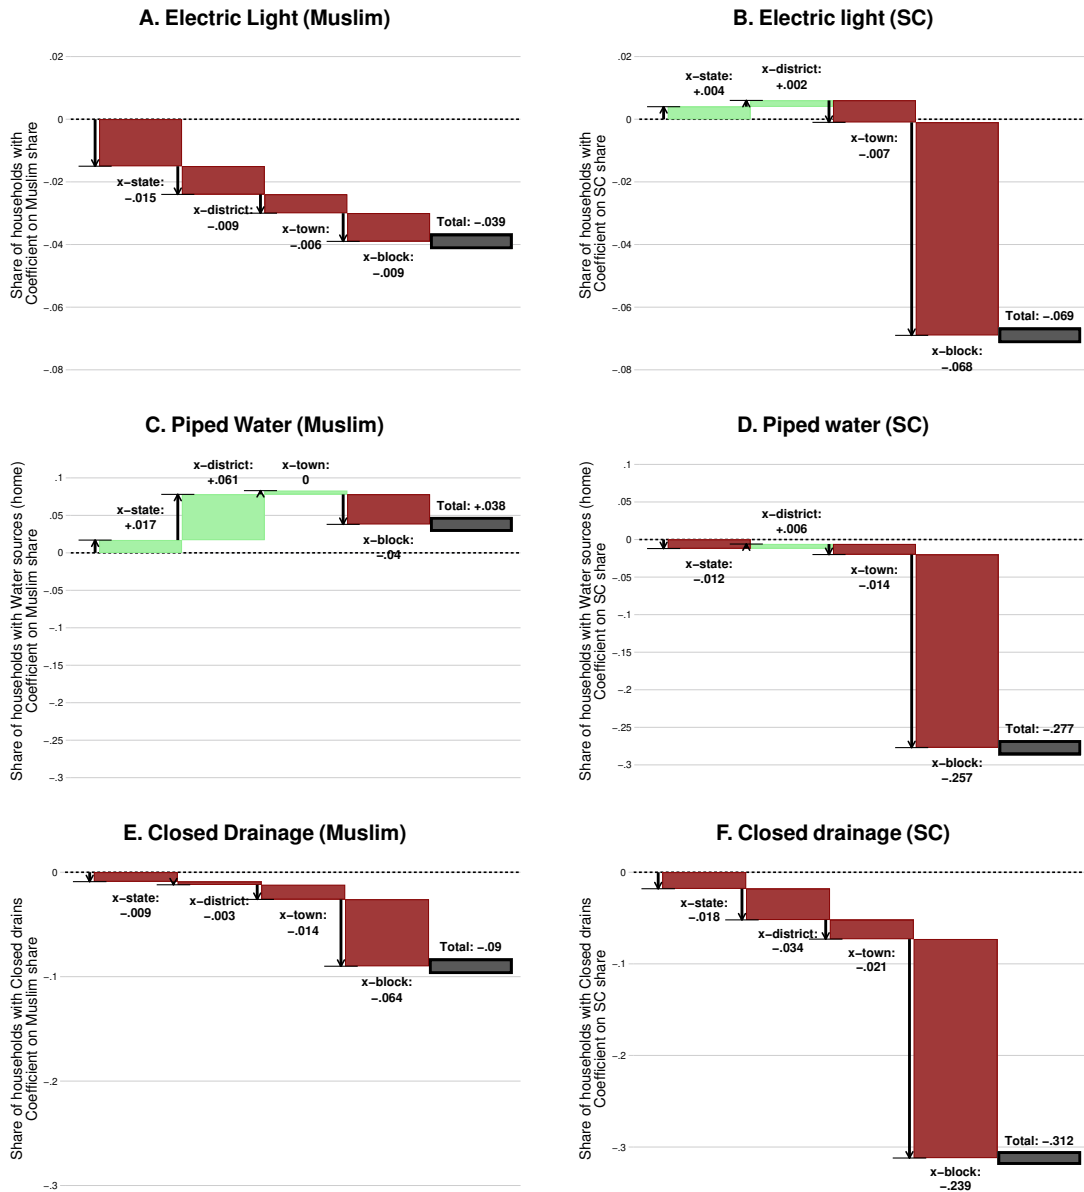 A. Electric Light (Muslim)
Share of households with
Coefficient on Muslim share
.02
0
−.02
−.04
−.06
−.08
x−state:
−.015
x−district:
−.009
x−town:
−.006
x−block:
−.009
Total: −.039
B. Electric light (SC)
Share of households with
Coefficient on SC share
.02
0
−.02
−.04
−.06
−.08
x−state:
+.004
x−district:
+.002
x−town:
−.007
x−block:
−.068
Total: −.069
C. Piped Water (Muslim)
Share of households with Water sources (home)
Coefficient on Muslim share
.1
.05
0
−.05
−.1
−.15
−.2
−.25
−.3
x−state:
+.017
x−district:
+.061
x−town:
0
x−block:
−.04
Total: +.038
D. Piped water (SC)
Share of households with Water sources (home)
Coefficient on SC share
.1
.05
0
−.05
−.1
−.15
−.2
−.25
−.3
x−state:
−.012
x−district:
+.006
x−town:
−.014
x−block:
−.257
Total: −.277
E. Closed Drainage (Muslim)
Share of households with Closed drains
Coefficient on Muslim share
0
−.1
−.2
−.3
x−state:
−.009
x−district:
−.003
x−town:
−.014
x−block:
−.064
Total: −.09
F. Closed drainage (SC)
Share of households with Closed drains
Coefficient on SC share
0
−.1
−.2
−.3
x−state:
−.018
x−district:
−.034
x−town:
−.021
x−block:
−.239
Total: −.312